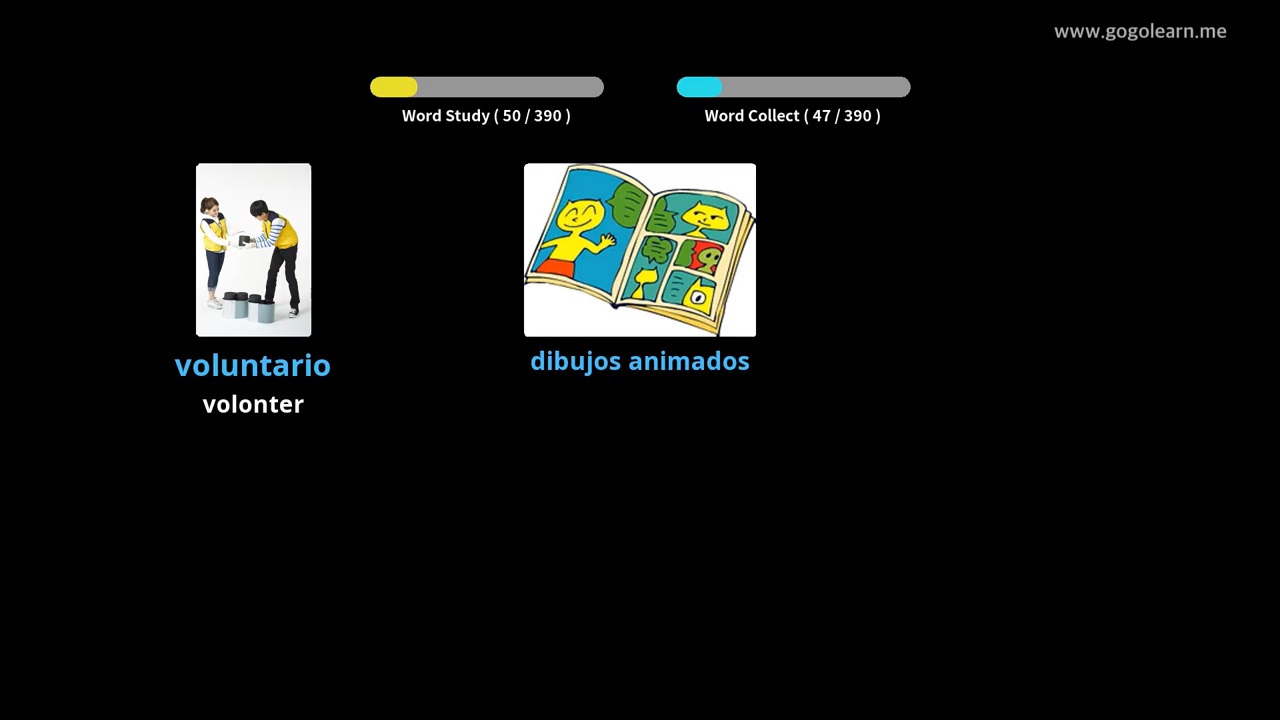 www.gogolearn.me
Word Study ( 50 / 390 )
Word Collect ( 47 / 390 )
voluntario
volonter
dibujos animados